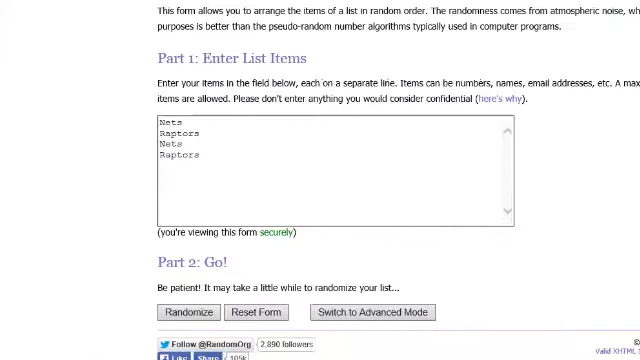 This form allows you to arrange the items of a list in random order. The randomness comes from atmospheric noise, wh
purposes is better than the pseudo-random number algorithms typically used in computer programs.
Part 1: Enter List Items
Enter your items in the field below, each on a separate line. Items can be numbers, names, email addresses, etc. A max
items are allowed. Please don't enter anything you would consider confidential (here's why).
Nets
Raptors
Nets
Raptors
(you're viewing this form securely)
Part 2: Go!
Be patient! It may take a little while to randomize your list...
Randomize Reset Form Switch to Advanced Mode
Follow @RandomOrg 2,890 followers
Like Share 105k
©
Valid XHTML 1